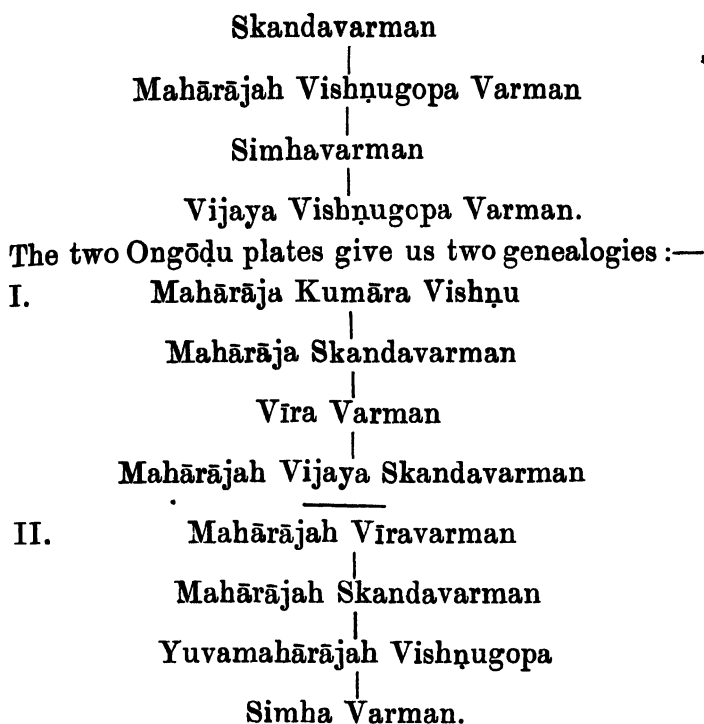 Skandavarman
Mahārājah Vishṇugopa Varman
Simhavarman
Vijaya Vishṇugopa Varman.
The two Ongōḍu plates give us two genealogies :—
I. Mahārāja Kumāra Vishṇu
Mahārāja Skandavarman
Vīra Varman
Mahārājah Vijaya Skandavarman
II. Mahārājah Vīravarman
Mahārājah Skandavarman
Yuvamahārājah Vishṇugopa
Simha Varman.